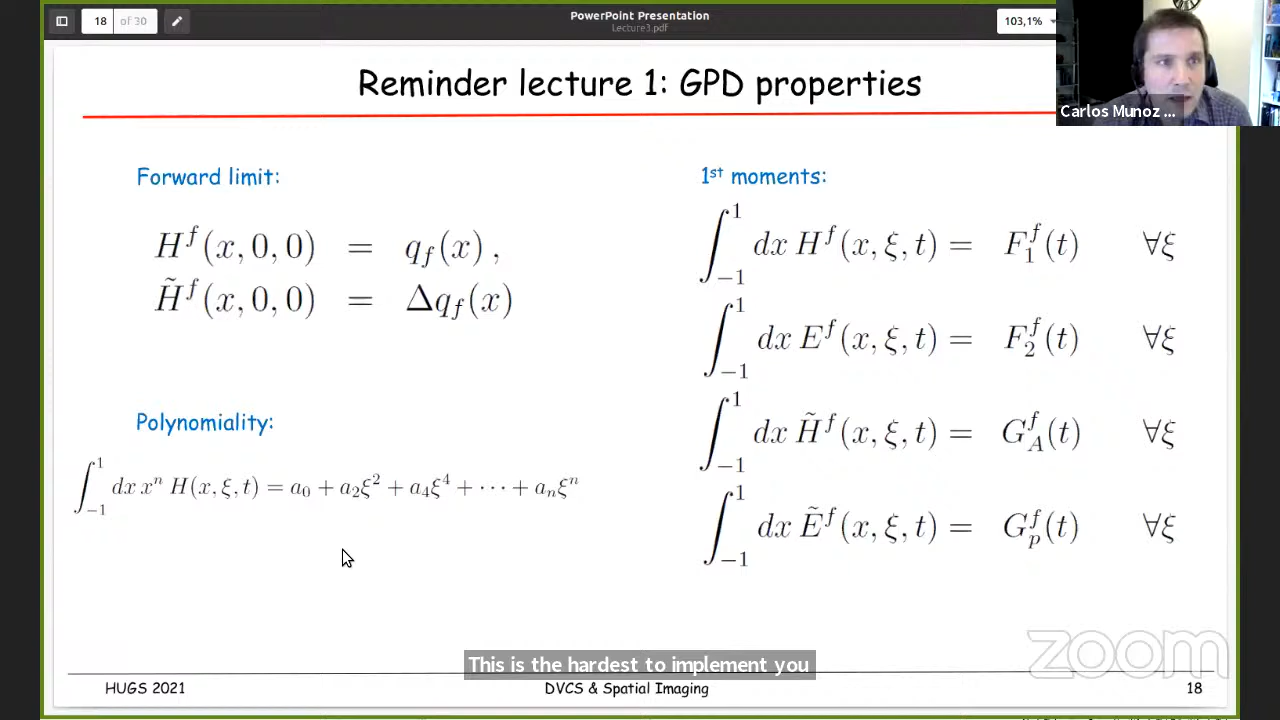 18 of 30
PowerPoint Presentation
Lecture3.pdf
103,1%
Carlos Munoz ...
Reminder lecture 1: GPD properties
Forward limit:
H^f(x, 0, 0) = q_f(x) ,
H̃^f(x, 0, 0) = Δq_f(x)
Polynomiality:
∫_{−1}^{1} dx x^n H(x, ξ, t) = a_0 + a_2ξ^2 + a_4ξ^4 + ··· + a_nξ^n
1st moments:
∫_{−1}^{1} dx H^f(x, ξ, t) = F_1^f(t) ∀ξ
∫_{−1}^{1} dx E^f(x, ξ, t) = F_2^f(t) ∀ξ
∫_{−1}^{1} dx H̃^f(x, ξ, t) = G_A^f(t) ∀ξ
∫_{−1}^{1} dx Ẽ^f(x, ξ, t) = G_p^f(t) ∀ξ
zoom
This is the hardest to implement you
HUGS 2021
DVCS & Spatial Imaging
18